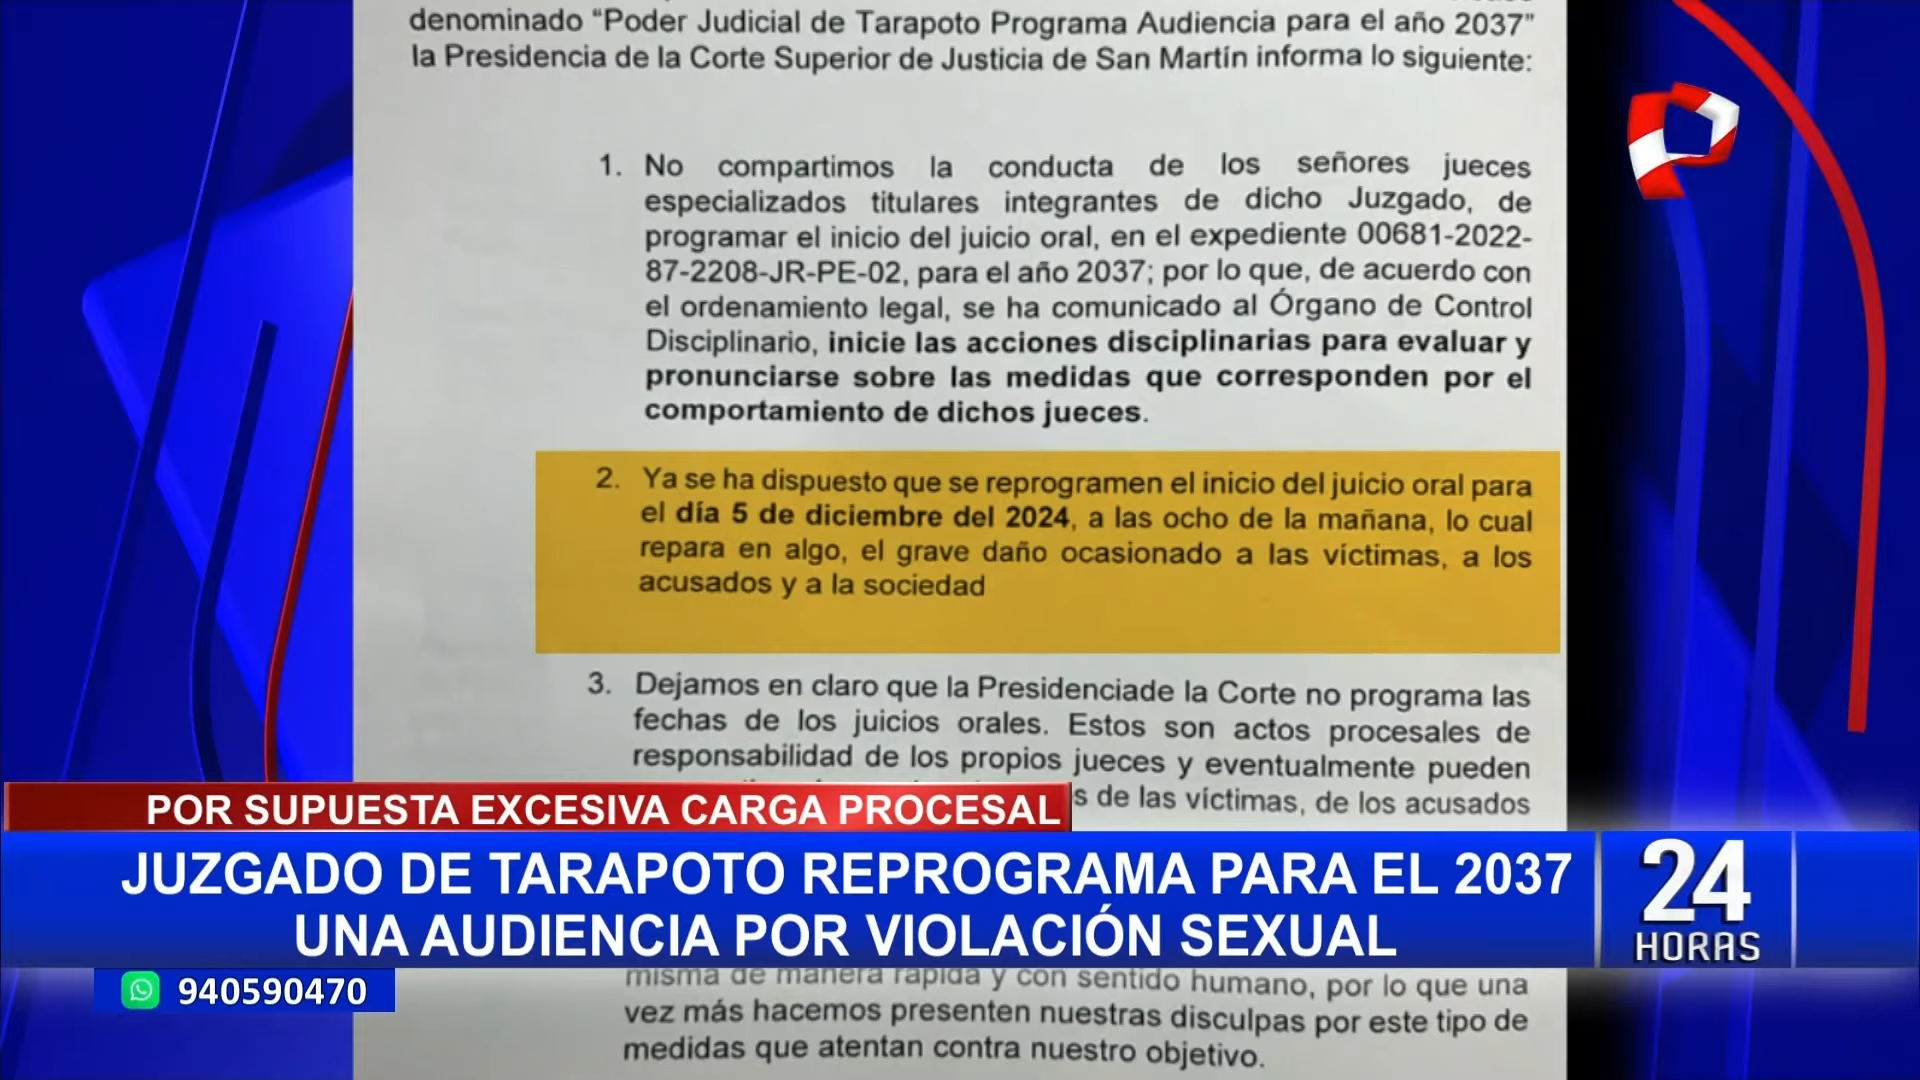 denominado “Poder Judicial de Tarapoto Programa Audiencia para el año 2037”
la Presidencia de la Corte Superior de Justicia de San Martín informa lo siguiente:
1. No compartimos la conducta de los señores jueces
especializados titulares integrantes de dicho Juzgado, de
programar el inicio del juicio oral, en el expediente 00681-2022-
87-2208-JR-PE-02, para el año 2037; por lo que, de acuerdo con
el ordenamiento legal, se ha comunicado al Órgano de Control
Disciplinario, inicie las acciones disciplinarias para evaluar y
pronunciarse sobre las medidas que corresponden por el
comportamiento de dichos jueces.
2. Ya se ha dispuesto que se reprogramen el inicio del juicio oral para
el día 5 de diciembre del 2024, a las ocho de la mañana, lo cual
repara en algo, el grave daño ocasionado a las víctimas, a los
acusados y a la sociedad
3. Dejamos en claro que la Presidenciade la Corte no programa las
fechas de los juicios orales. Estos son actos procesales de
responsabilidad de los propios jueces y eventualmente pueden
s de las víctimas, de los acusados
POR SUPUESTA EXCESIVA CARGA PROCESAL
JUZGADO DE TARAPOTO REPROGRAMA PARA EL 2037
UNA AUDIENCIA POR VIOLACIÓN SEXUAL
24
HORAS
940590470
misma de manera rápida y con sentido humano, por lo que una
vez más hacemos presenten nuestras disculpas por este tipo de
medidas que atentan contra nuestro objetivo.